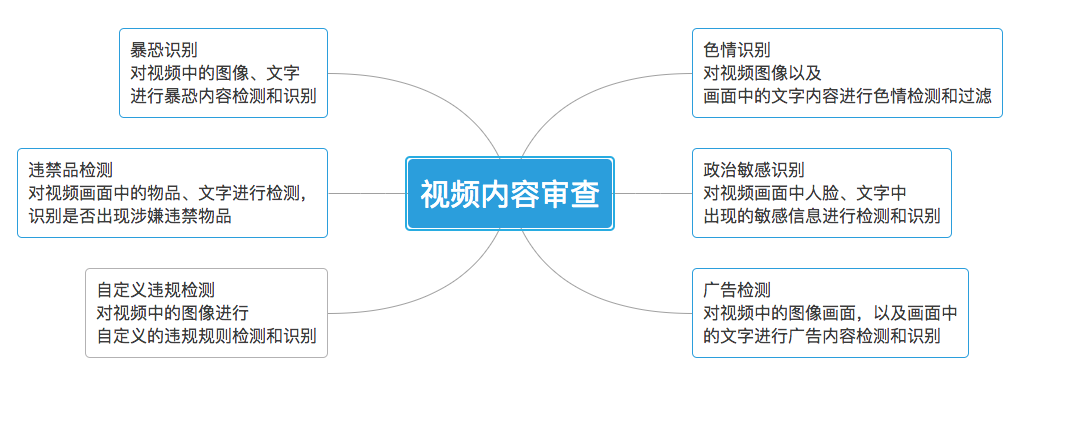 暴恐识别
对视频中的图像、文字
进行暴恐内容检测和识别
违禁品检测
对视频画面中的物品、文字进行检测，
识别是否出现涉嫌违禁物品
自定义违规检测
对视频中的图像进行
自定义的违规规则检测和识别
视频内容审查
色情识别
对视频图像以及
画面中的文字内容进行色情检测和过滤
政治敏感识别
对视频画面中人脸、文字中
出现的敏感信息进行检测和识别
广告检测
对视频中的图像画面，以及画面中
的文字进行广告内容检测和识别